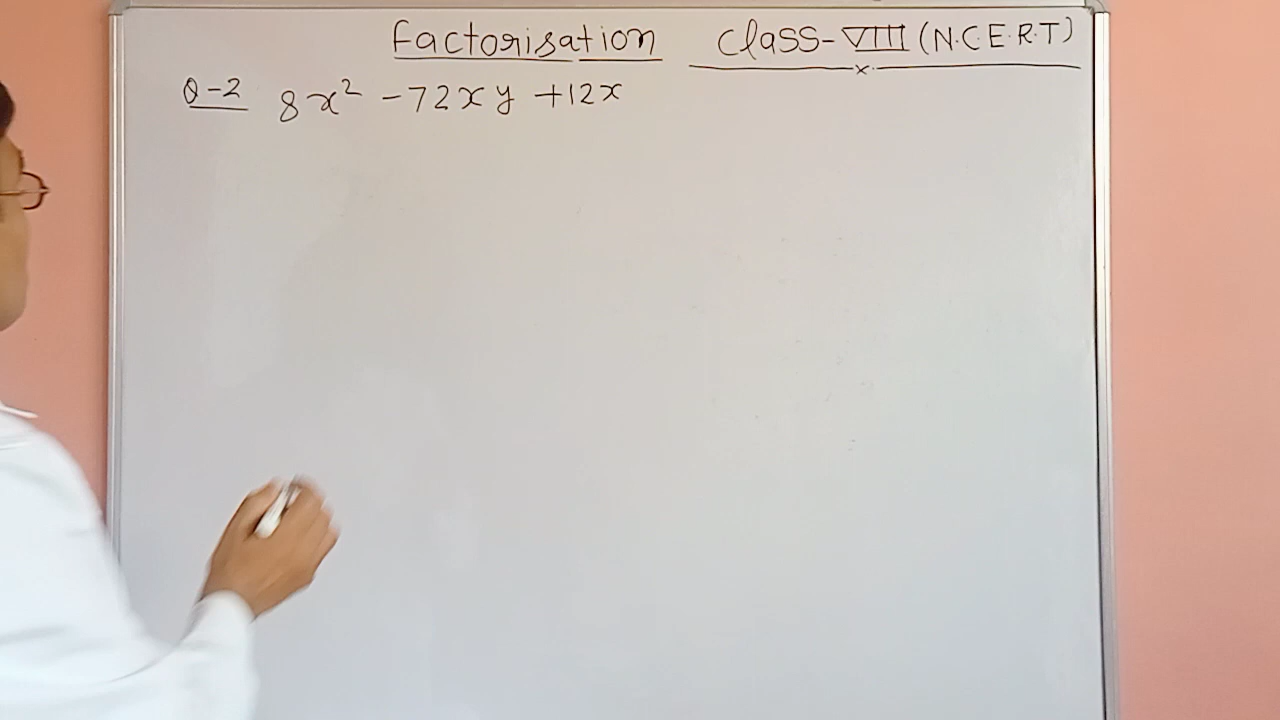 Factorisation Class-VIII (N.C.E.R.T)
x
Q-2 8x² -72xy +12x